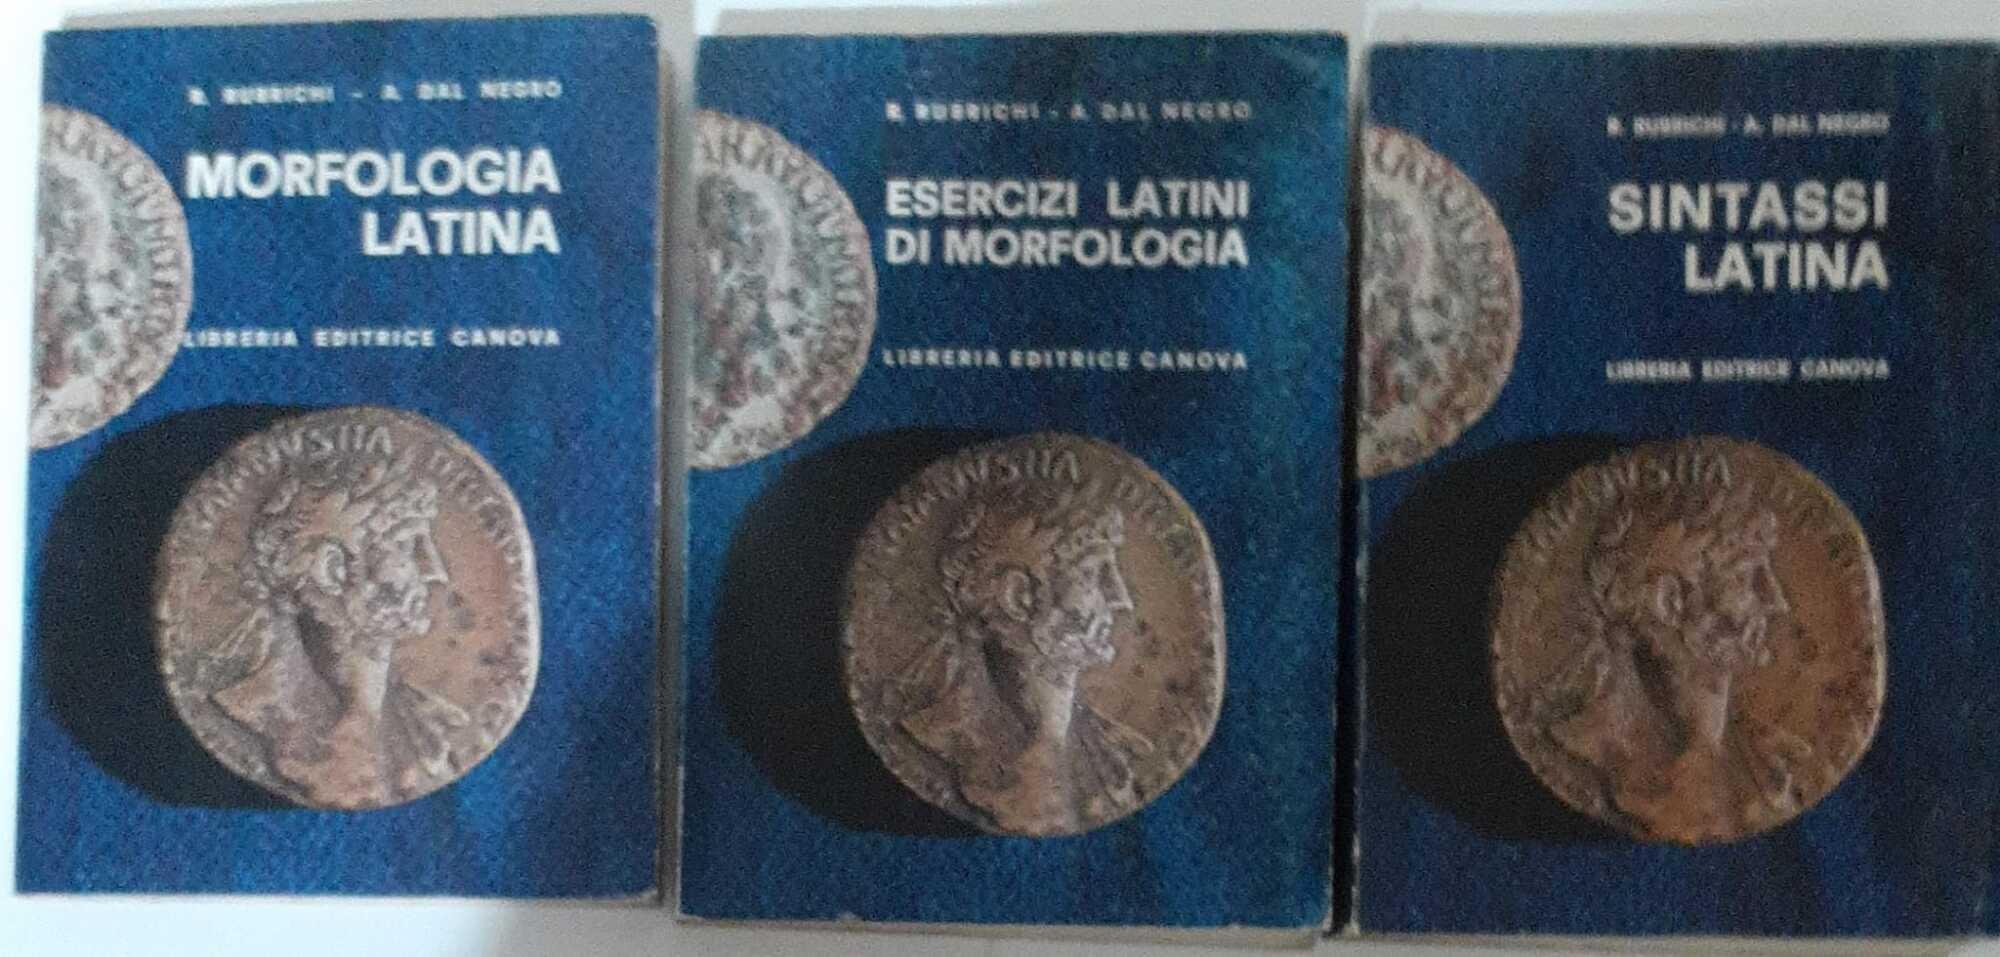 R. RUBRICHI - A. DAL NEGRO
MORFOLOGIA
LATINA
LIBRERIA EDITRICE CANOVA
R. RUBRICHI - A. DAL NEGRO
ESERCIZI LATINI
DI MORFOLOGIA
LIBRERIA EDITRICE CANOVA
R. RUBRICHI - A. DAL NEGRO
SINTASSI
LATINA
LIBRERIA EDITRICE CANOVA